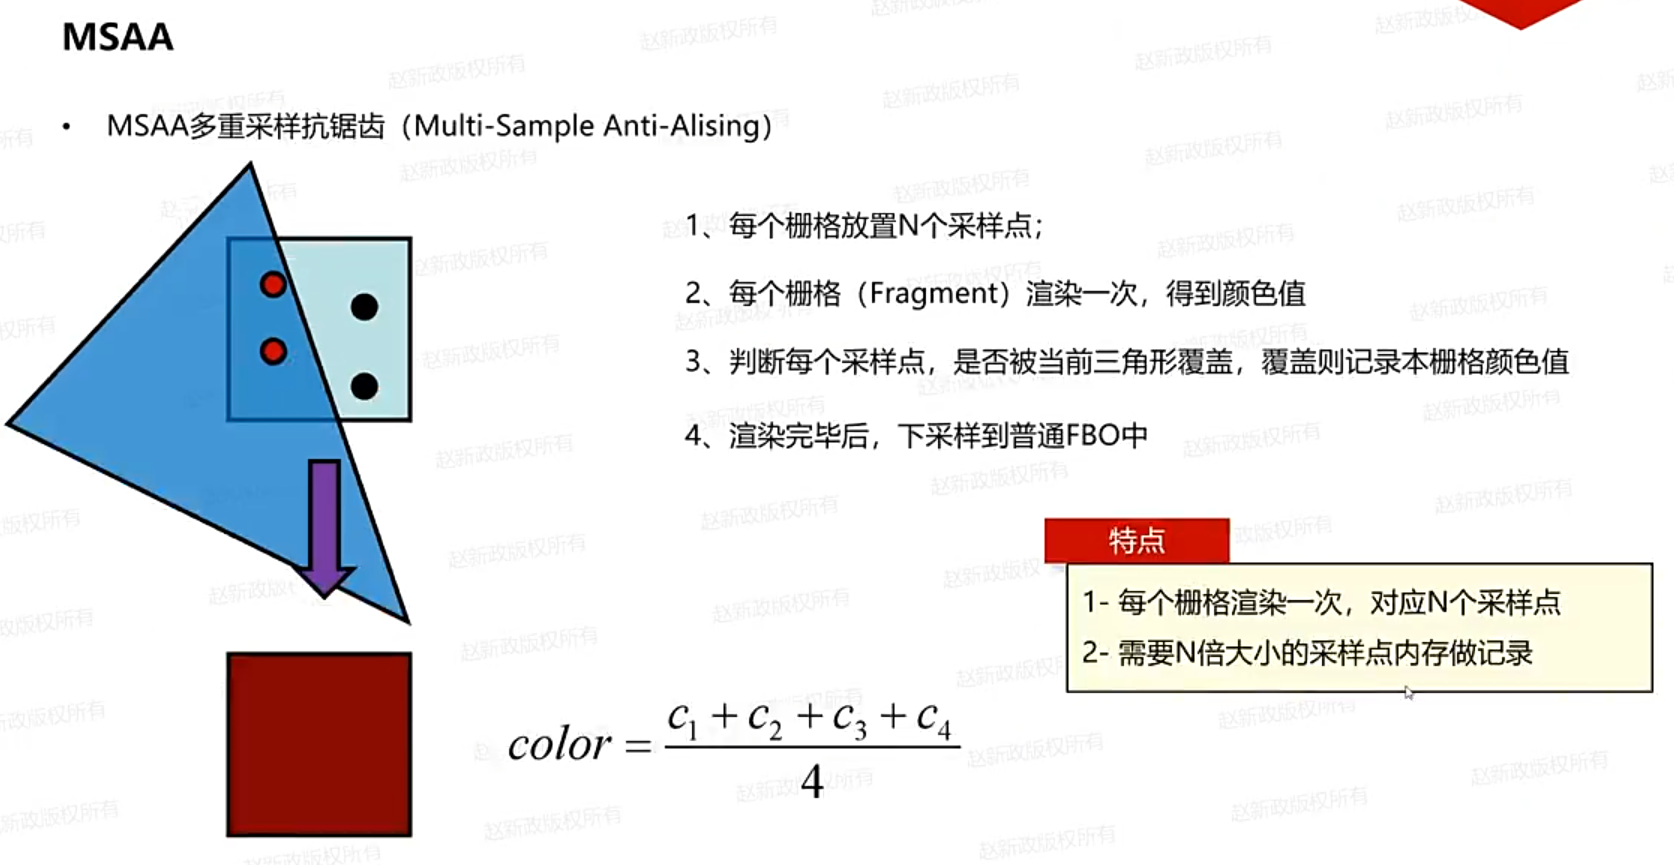 MSAA
• MSAA多重采样抗锯齿（Multi-Sample Anti-Alising）
1、每个栅格放置N个采样点；
2、每个栅格（Fragment）渲染一次，得到颜色值
3、判断每个采样点，是否被当前三角形覆盖，覆盖则记录本栅格颜色值
4、渲染完毕后，下采样到普通FBO中
特点
1- 每个栅格渲染一次，对应N个采样点
2- 需要N倍大小的采样点内存做记录
color = (c₁ + c₂ + c₃ + c₄) / 4
赵新政版权所有